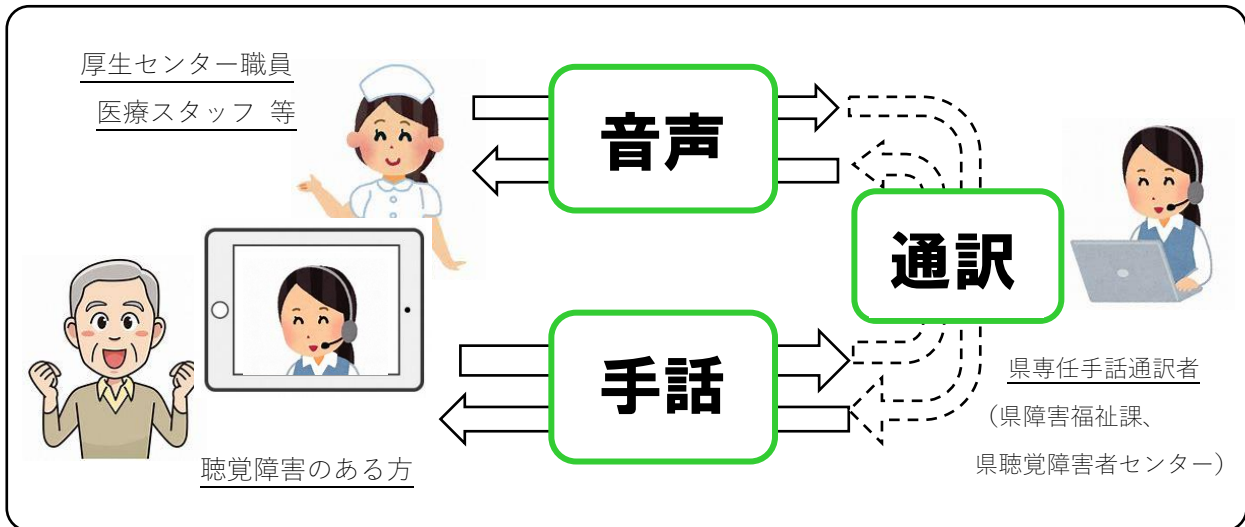 厚生センター職員
医療スタッフ 等
音声
通訳
手話
聴覚障害のある方
県専任手話通訳者
（県障害福祉課、
県聴覚障害者センター）